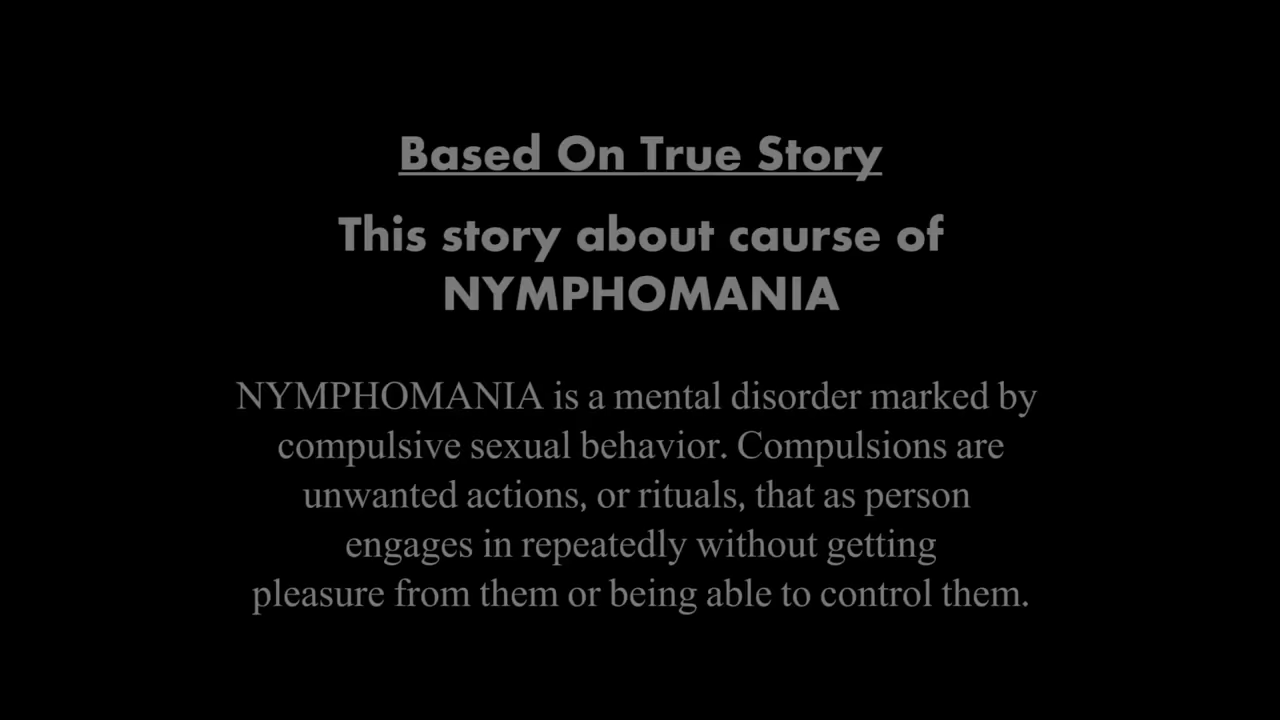 Based On True Story
This story about caurse of
NYMPHOMANIA
NYMPHOMANIA is a mental disorder marked by
compulsive sexual behavior. Compulsions are
unwanted actions, or rituals, that as person
engages in repeatedly without getting
pleasure from them or being able to control them.